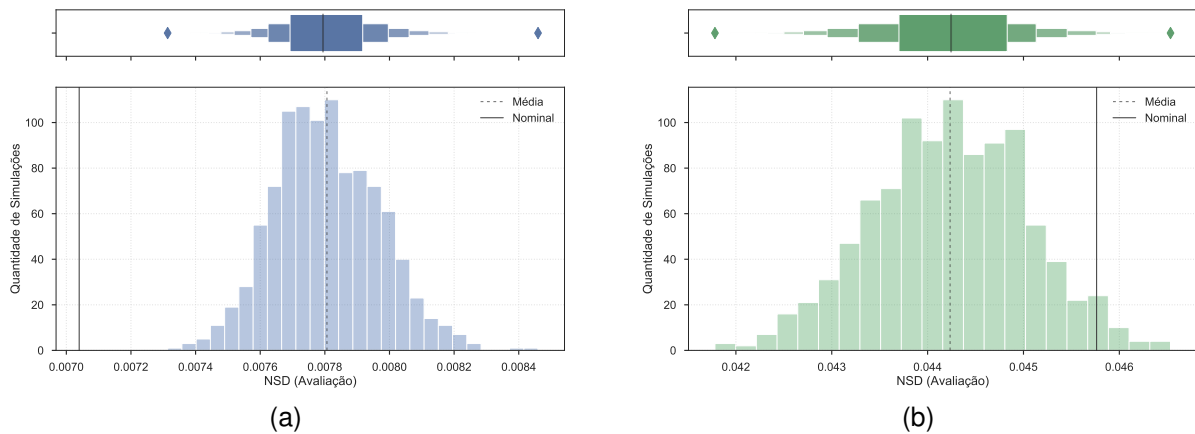 Quantidade de Simulações
100
80
60
40
20
0
Média
Nominal
0.0070 0.0072 0.0074 0.0076 0.0078 0.0080 0.0082 0.0084
NSD (Avaliação)
(a)
Quantidade de Simulações
100
80
60
40
20
0
Média
Nominal
0.042 0.043 0.044 0.045 0.046
NSD (Avaliação)
(b)